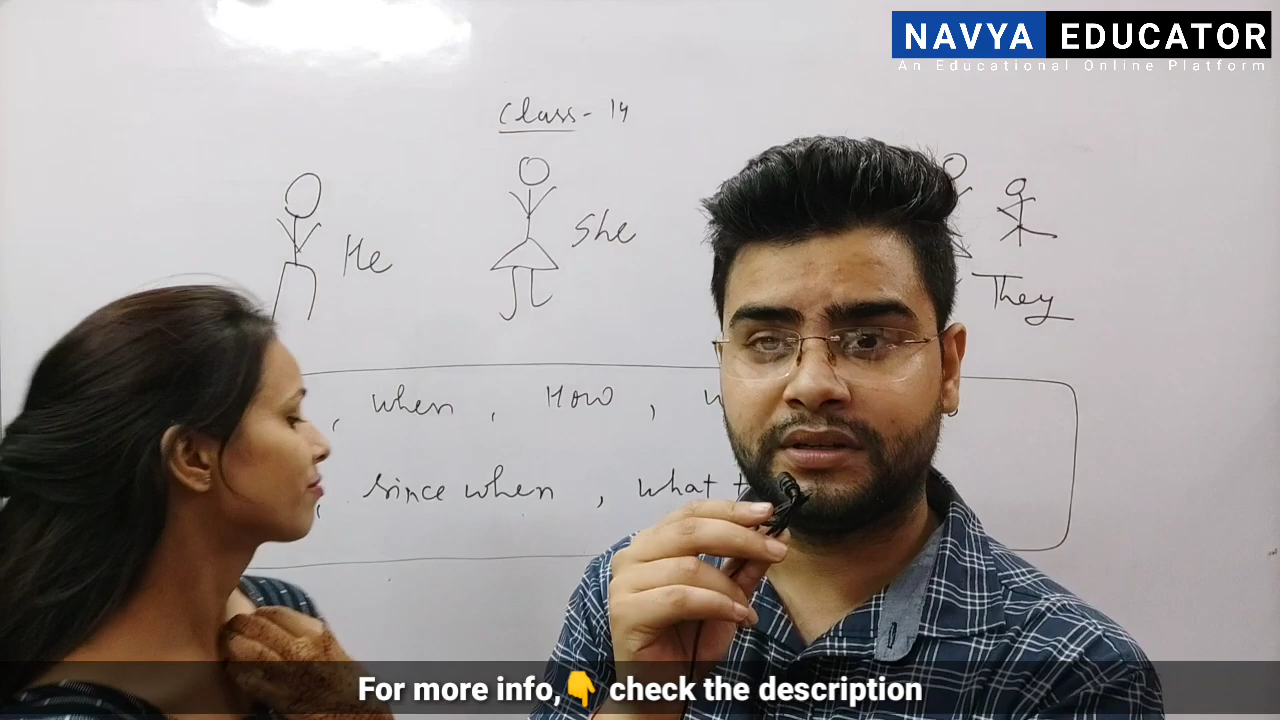 NAVYA EDUCATOR
An Educational Online Platform
Class - 14
He
She
They
, when , How ,
, since when , what
For more info,👇 check the description